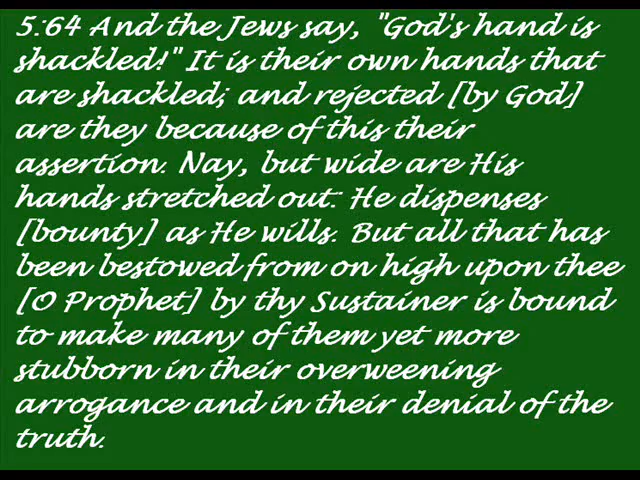 5:64 And the Jews say, "God's hand is
shackled!" It is their own hands that
are shackled; and rejected [by God]
are they because of this their
assertion. Nay, but wide are His
hands stretched out: He dispenses
[bounty] as He wills. But all that has
been bestowed from on high upon thee
[O Prophet] by thy Sustainer is bound
to make many of them yet more
stubborn in their overweening
arrogance and in their denial of the
truth.